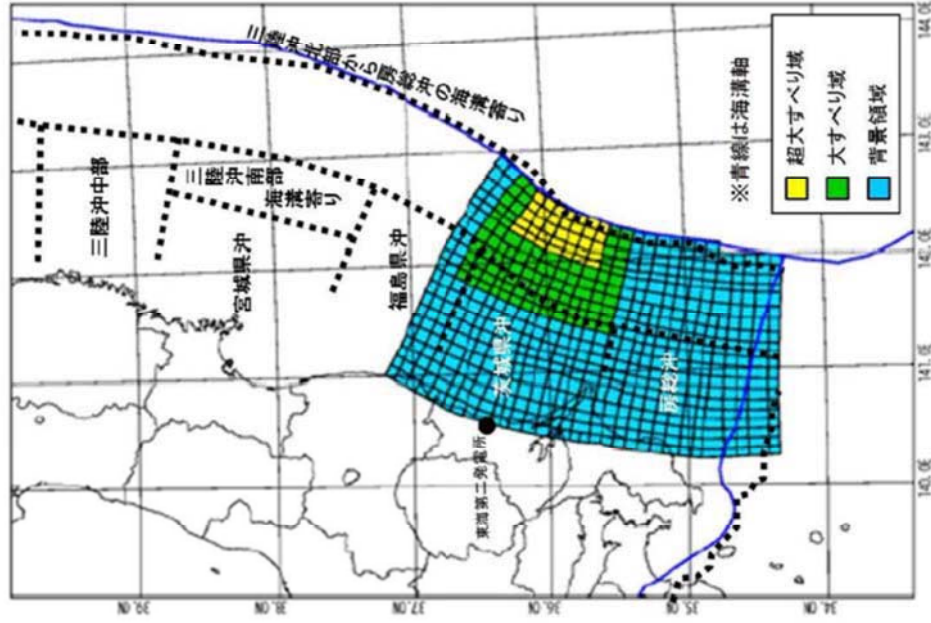 三陸沖北部から房総沖の海溝寄り
三陸沖中部
三陸沖南部
海溝寄り
宮城県沖
福島県沖
茨城県沖
房総沖
東海第二発電所
※青線は海溝軸
超大すべり域
大すべり域
背景領域
144.0E
143.0E
142.0E
141.0E
140.0E
39.0N
38.0N
37.0N
36.0N
35.0N
34.0N